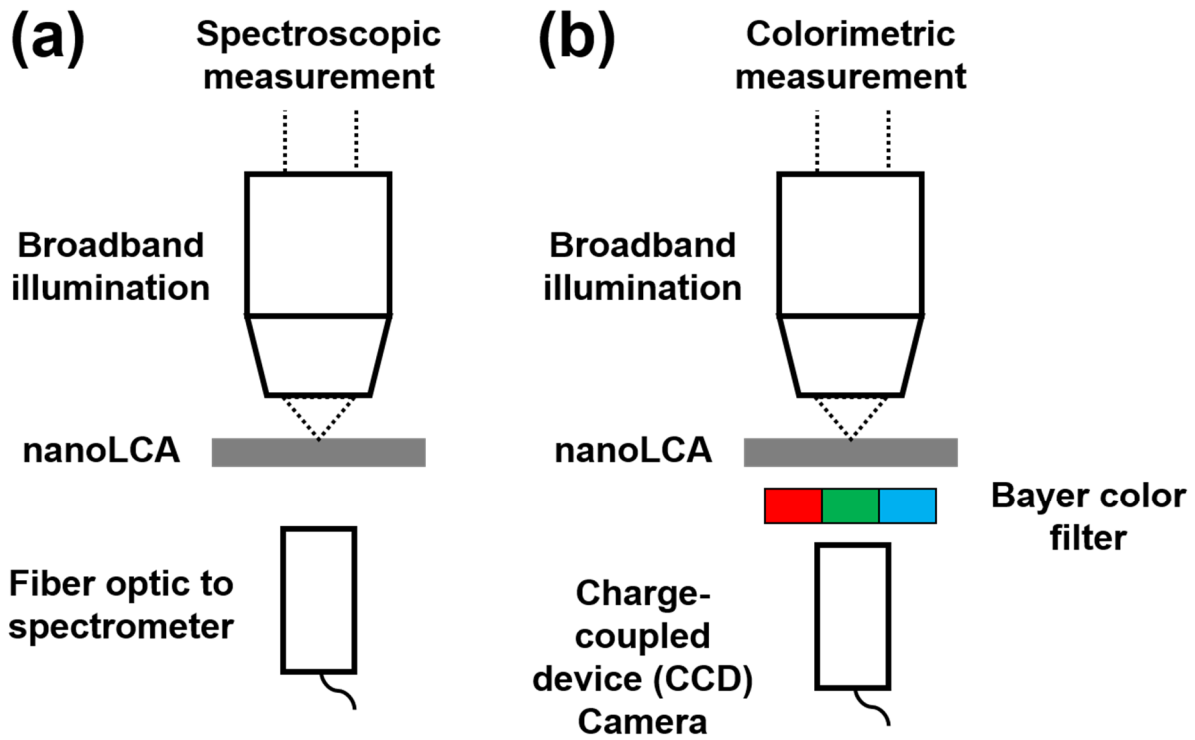 (a)
Spectroscopic
measurement
Broadband
illumination
nanoLCA
Fiber optic to
spectrometer
(b)
Colorimetric
measurement
Broadband
illumination
nanoLCA
Bayer color
filter
Charge-
coupled
device (CCD)
Camera